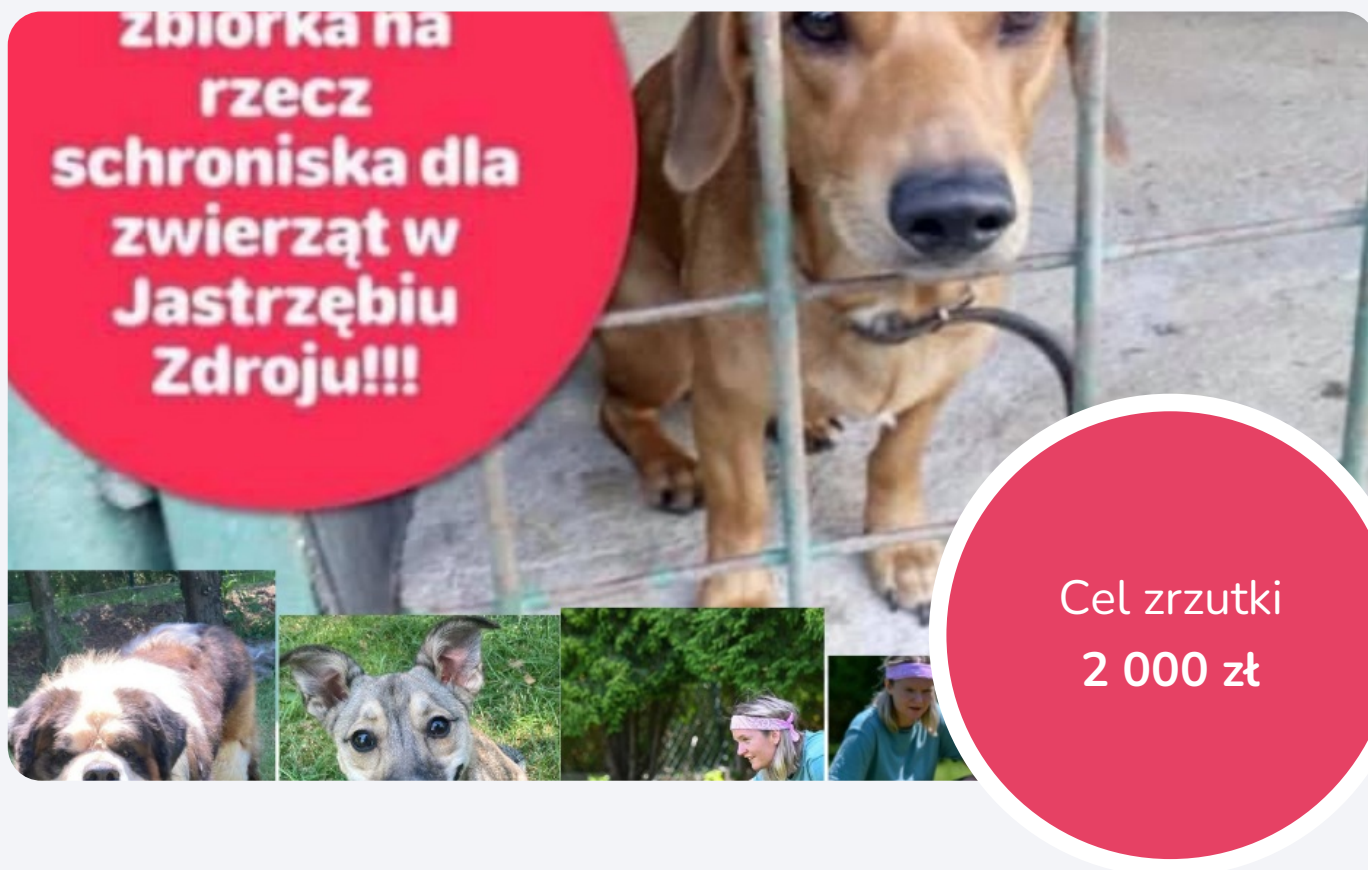 zbiórka na
rzecz
schroniska dla
zwierząt w
Jastrzębiu
Zdroju!!!
Cel zrzutki
2 000 zł